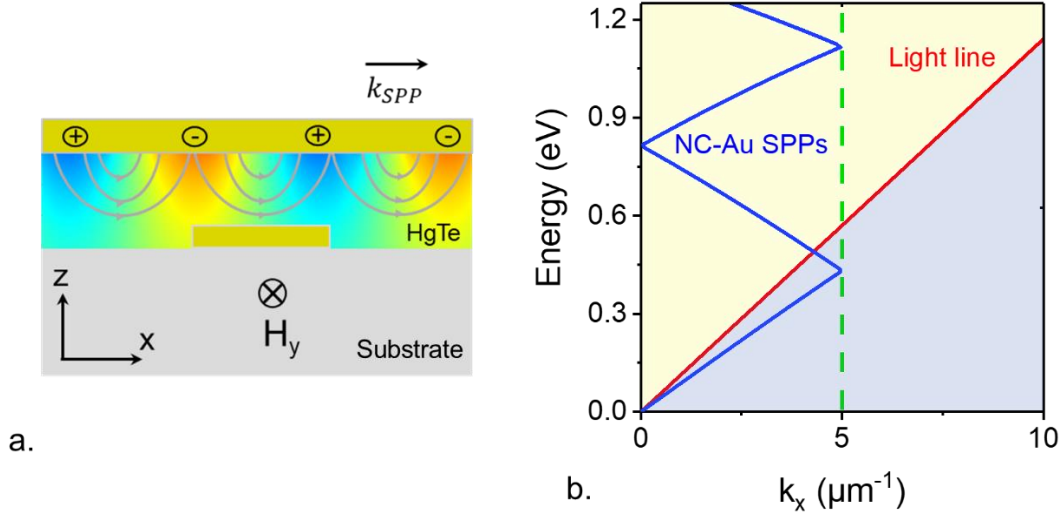 k_SPP
+ - + -
HgTe
z
x
H_y
Substrate
a.
1.2
0.9
0.6
0.3
0.0
Energy (eV)
Light line
NC-Au SPPs
0
5
10
k_x (µm⁻¹)
b.